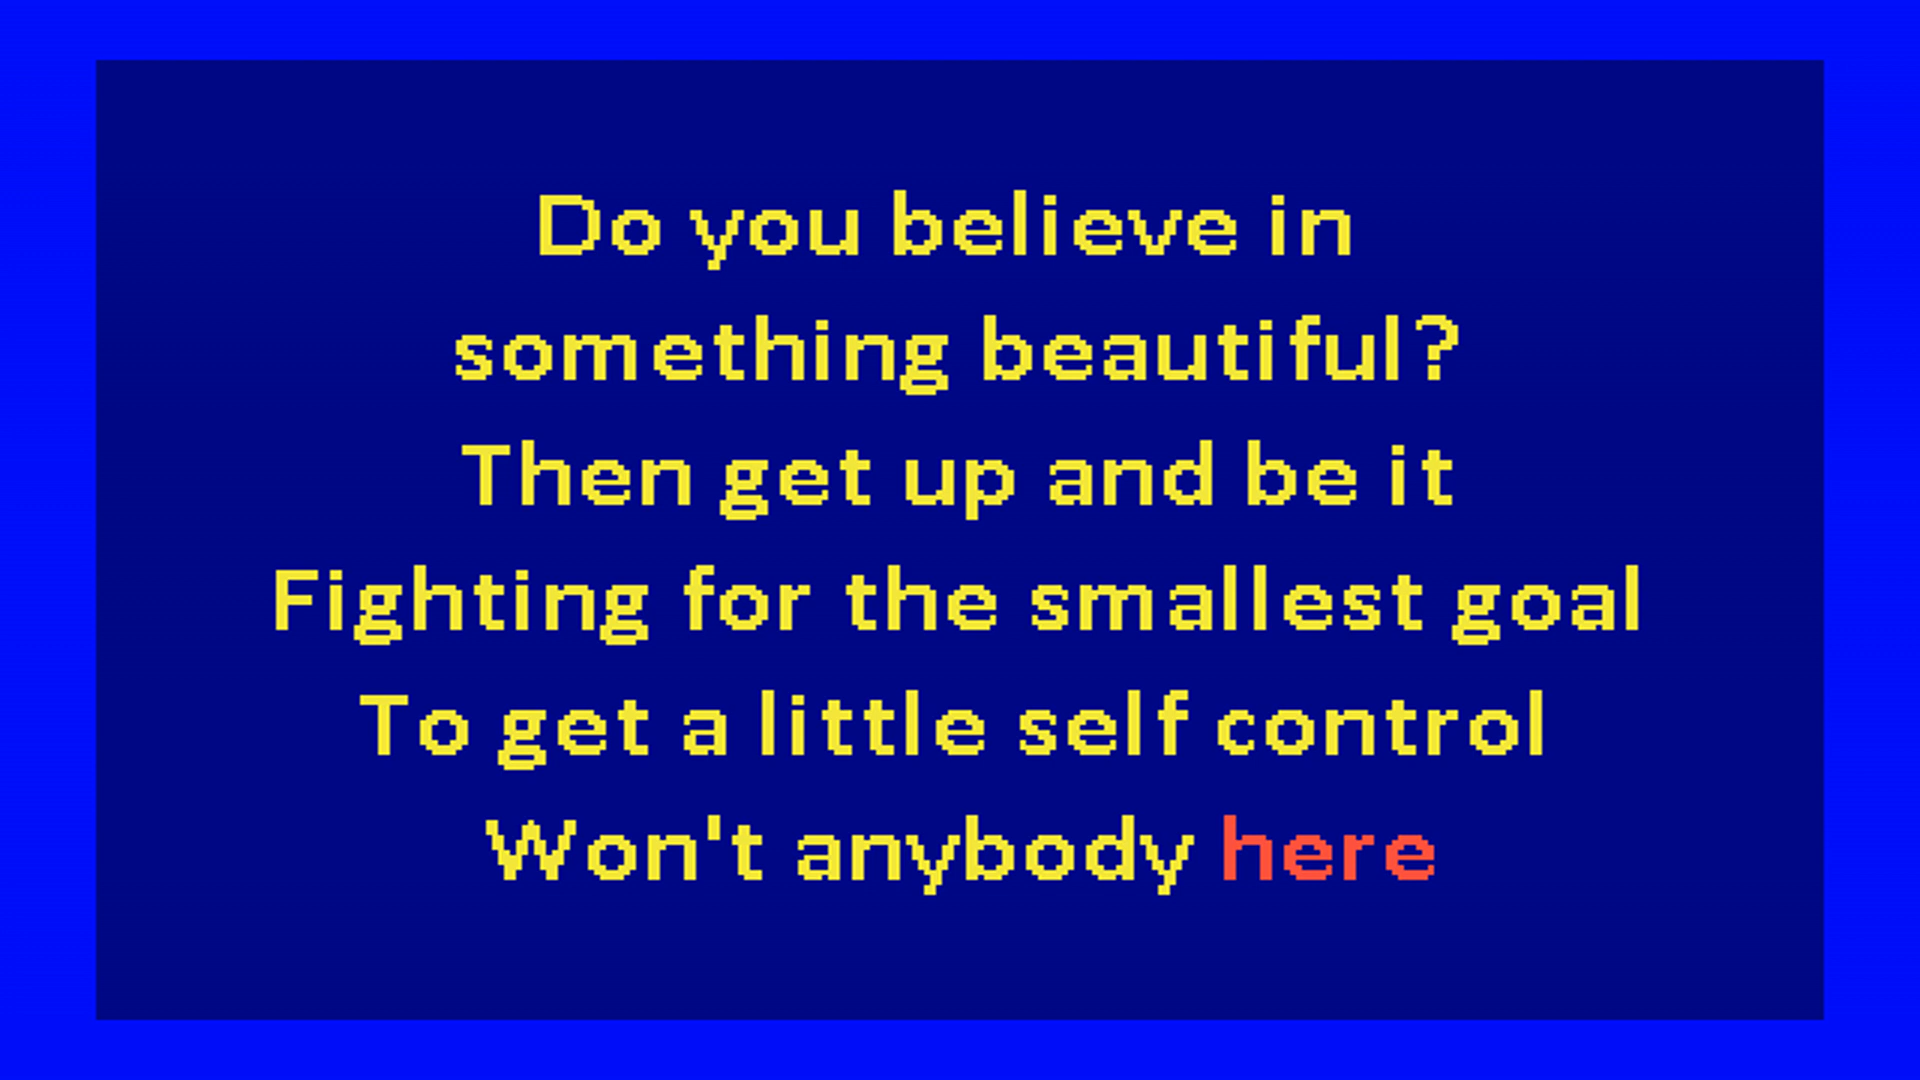 Do you believe in
something beautiful?
Then get up and be it
Fighting for the smallest goal
To get a little self control
Won't anybody here